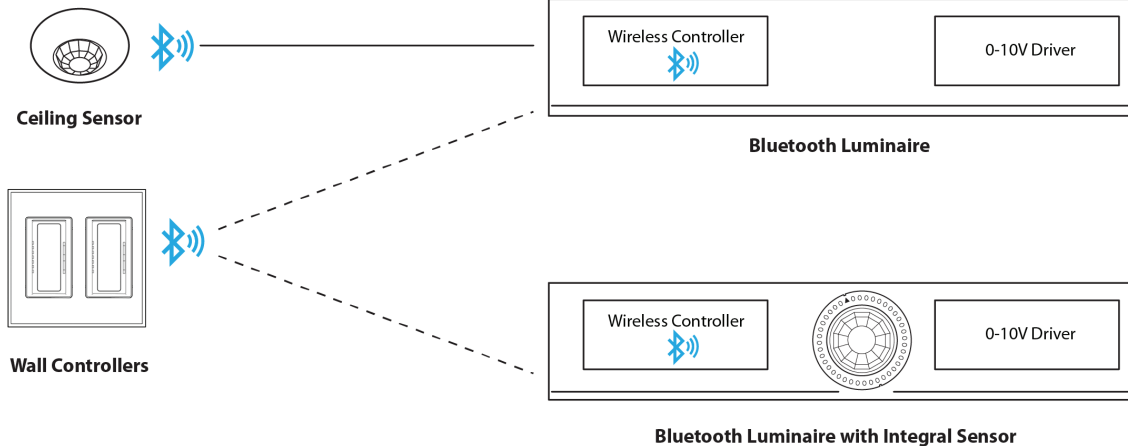 Wireless Controller
0-10V Driver
Ceiling Sensor
Bluetooth Luminaire
Wireless Controller
0-10V Driver
Wall Controllers
Bluetooth Luminaire with Integral Sensor